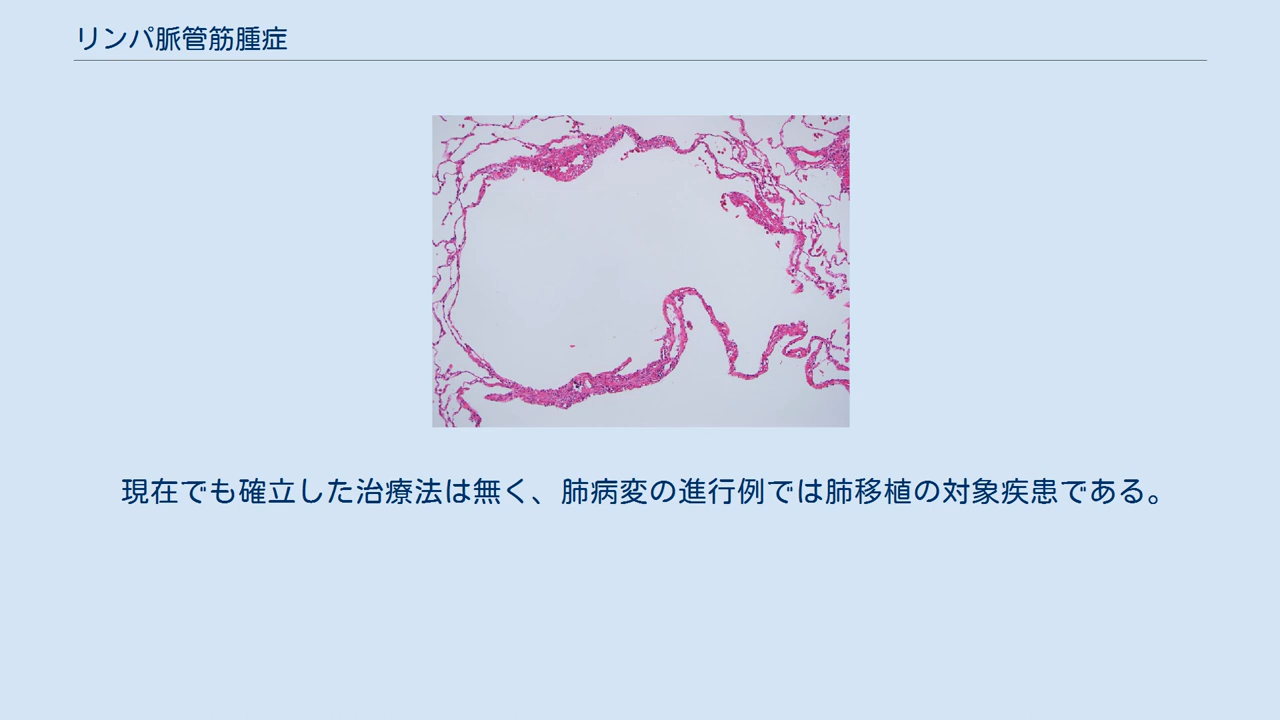 リンパ脈管筋腫症
現在でも確立した治療法は無く、肺病変の進行例では肺移植の対象疾患である。